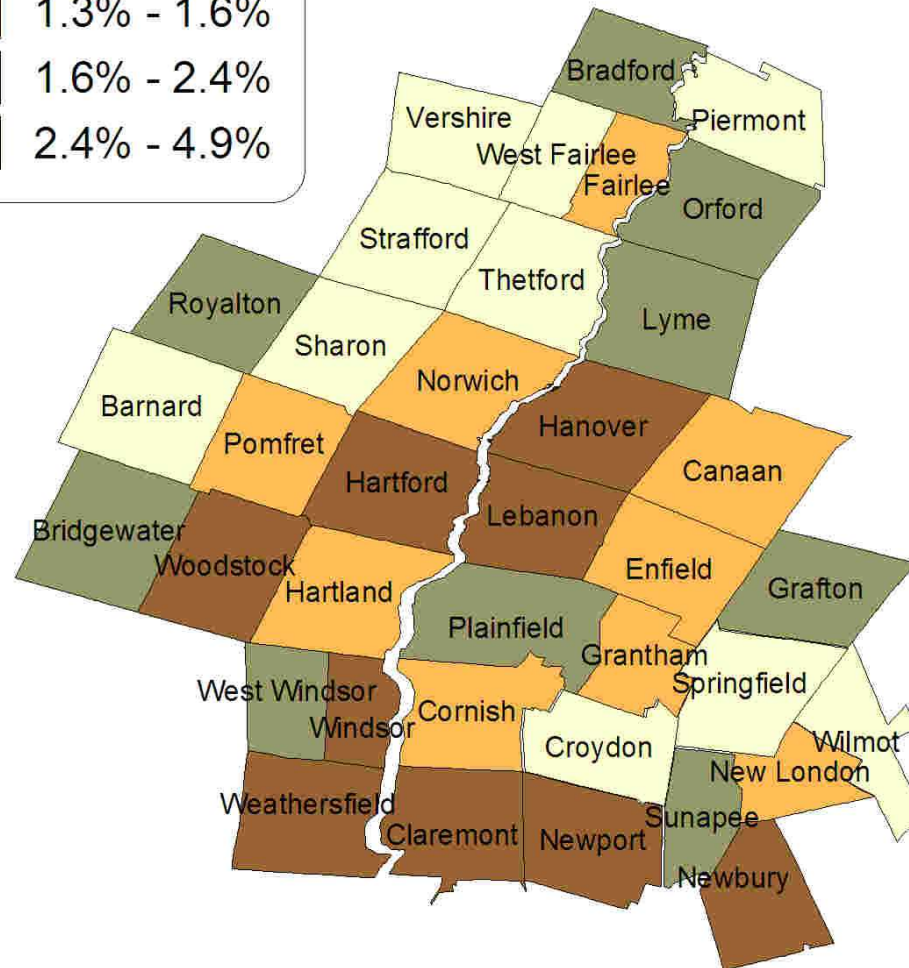 1.3% - 1.6%
1.6% - 2.4%
2.4% - 4.9%
Bradford
Piermont
Vershire
West Fairlee
Fairlee
Orford
Strafford
Thetford
Royalton
Lyme
Sharon
Norwich
Barnard
Hanover
Pomfret
Canaan
Hartford
Lebanon
Bridgewater
Woodstock
Enfield
Hartland
Grafton
Plainfield
Grantham
Springfield
West Windsor
Cornish
Windsor
Wilmot
Croydon
New London
Weathersfield
Sunapee
Claremont
Newport
Newbury